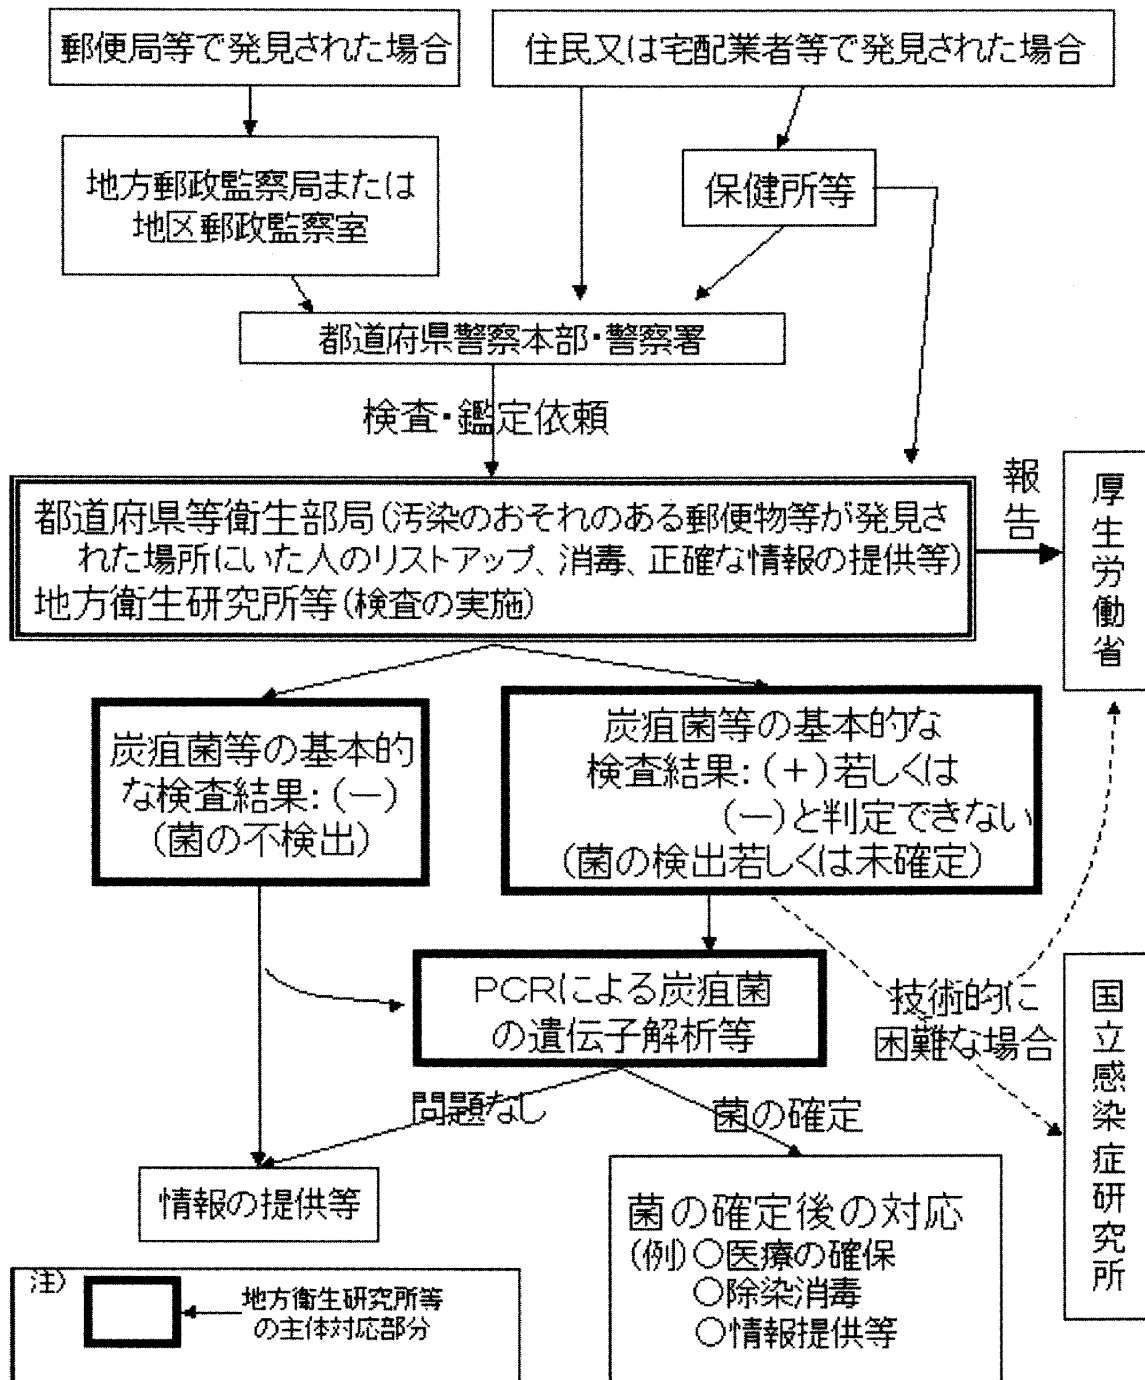 郵便局等で発見された場合
住民又は宅配業者等で発見された場合
地方郵政監察局または
地区郵政監察室
保健所等
都道府県警察本部・警察署
検査・鑑定依頼
都道府県等衛生部局(汚染のおそれのある郵便物等が発見さ
れた場所にいた人のリストアップ、消毒、正確な情報の提供等)
地方衛生研究所等(検査の実施)
報告
厚生労働省
炭疽菌等の基本的
な検査結果:(−)
(菌の不検出)
炭疽菌等の基本的な
検査結果:(+)若しくは
(−)と判定できない
(菌の検出若しくは未確定)
PCRによる炭疽菌
の遺伝子解析等
技術的に
困難な場合
国立感染症研究所
問題なし
菌の確定
情報の提供等
菌の確定後の対応
(例)○医療の確保
○除染消毒
○情報提供等
注)
地方衛生研究所等
の主体対応部分